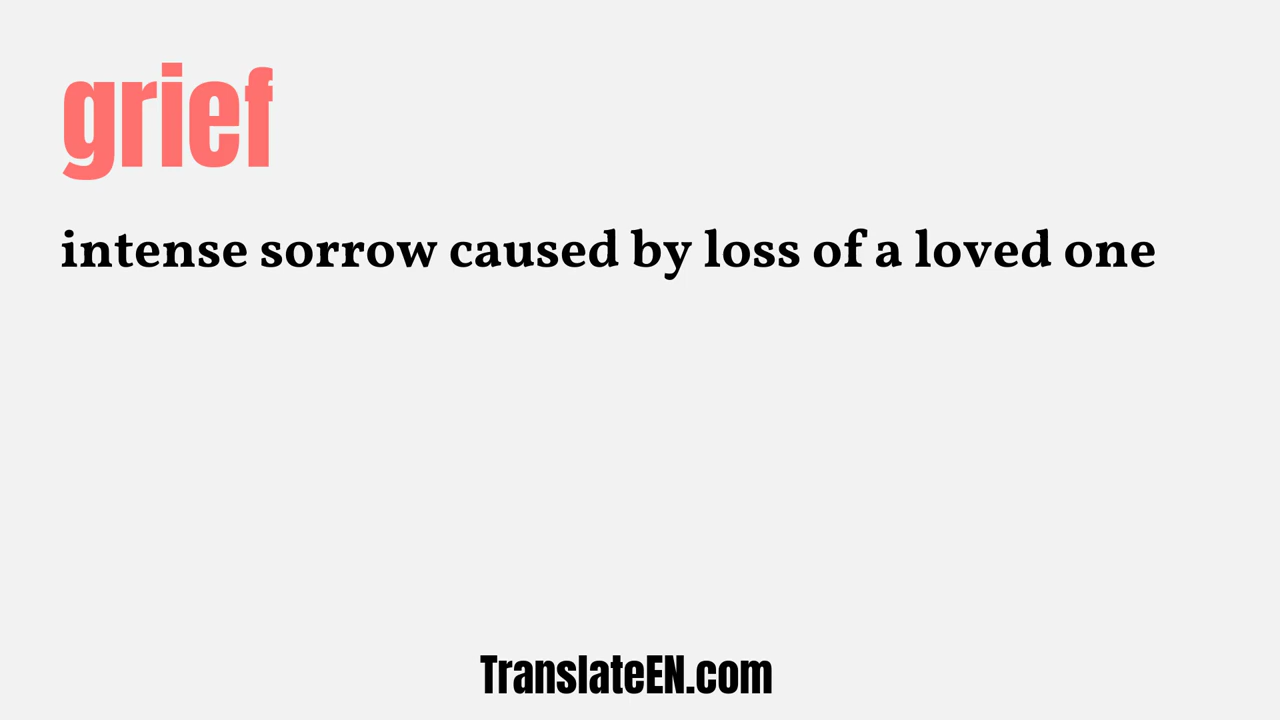 grief
intense sorrow caused by loss of a loved one
TranslateEN.com